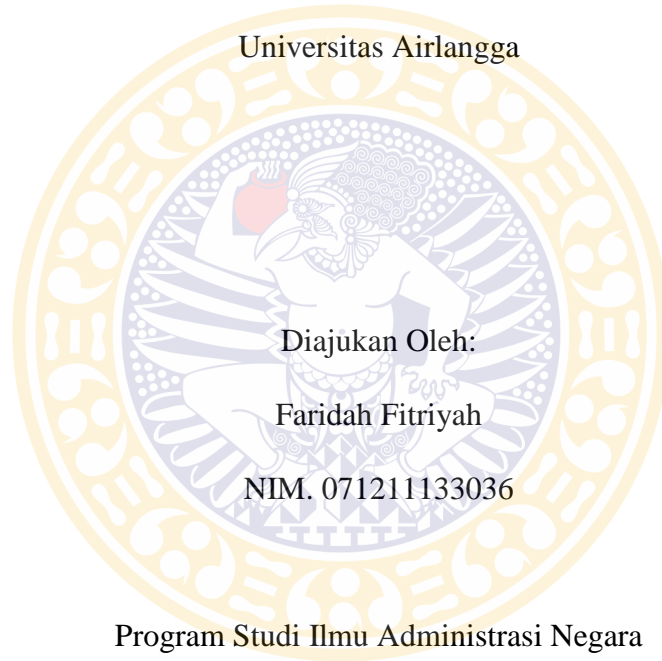 Universitas Airlangga
Diajukan Oleh:
Faridah Fitriyah
NIM. 071211133036
Program Studi Ilmu Administrasi Negara